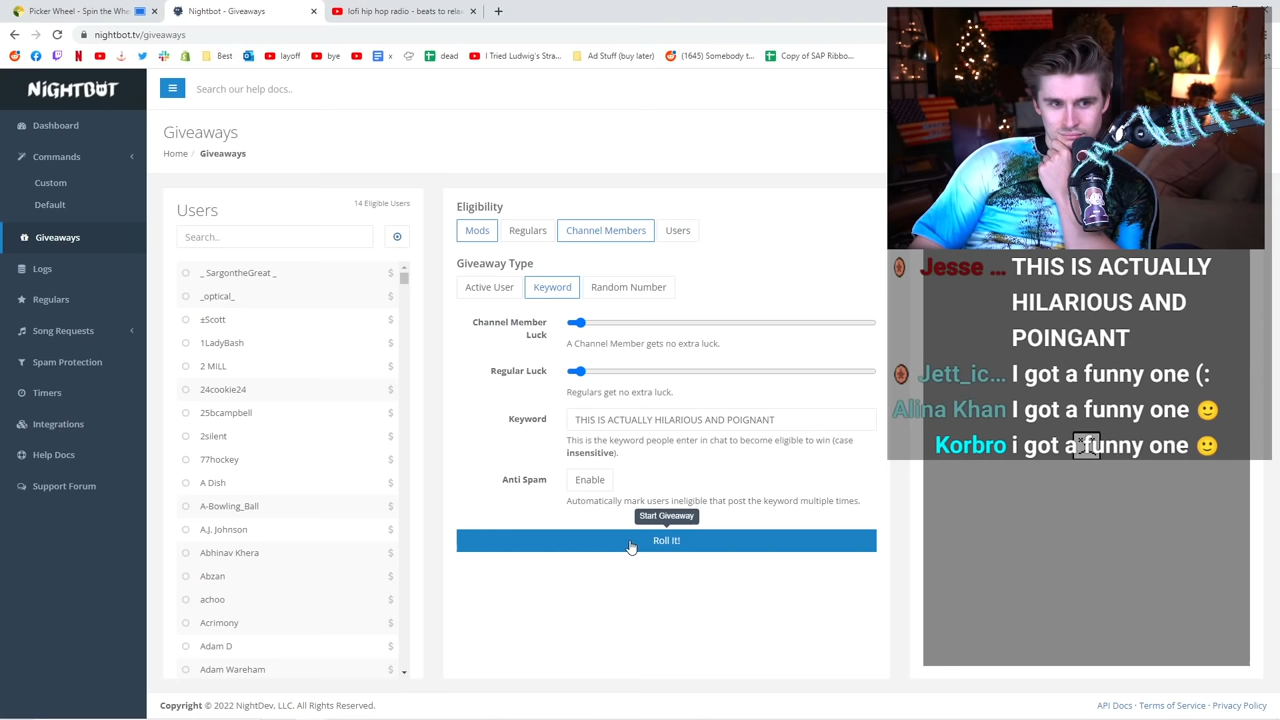 Picker Wheel - Spin the Whe
Nightbot - Giveaways
lofi hip hop radio - beats to rela
nightbot.tv/giveaways
Best
layoff
bye
x
dead
I Tried Ludwig's Stra...
Ad Stuff (buy later)
(1645) Somebody t...
Copy of SAP Ribbo...
NIGHTBOT
Search our help docs..
Dashboard
Commands
Custom
Default
Giveaways
Logs
Regulars
Song Requests
Spam Protection
Timers
Integrations
Help Docs
Support Forum
Giveaways
Home / Giveaways
Users
14 Eligible Users
Search...
_ SargontheGreat _ $
_optical_ $
±Scott $
1LadyBash $
2 MILL $
24cookie24 $
25bcampbell $
2silent $
77hockey $
A Dish $
A-Bowling_Ball $
A.J. Johnson $
Abhinav Khera $
Abzan $
achoo $
Acrimony $
Adam D $
Adam Wareham $
Eligibility
Mods Regulars Channel Members Users
Giveaway Type
Active User Keyword Random Number
Channel Member
Luck
A Channel Member gets no extra luck.
Regular Luck
Regulars get no extra luck.
Keyword
THIS IS ACTUALLY HILARIOUS AND POIGNANT
This is the keyword people enter in chat to become eligible to win (case
insensitive).
Anti Spam
Enable
Automatically mark users ineligible that post the keyword multiple times.
Start Giveaway
Roll It!
Jesse ... THIS IS ACTUALLY
HILARIOUS AND
POINGANT
Jett_ic... I got a funny one (:
Alina Khan I got a funny one 🙂
Korbro i got a funny one 🙂
Copyright © 2022 NightDev, LLC. All Rights Reserved.
API Docs · Terms of Service · Privacy Policy